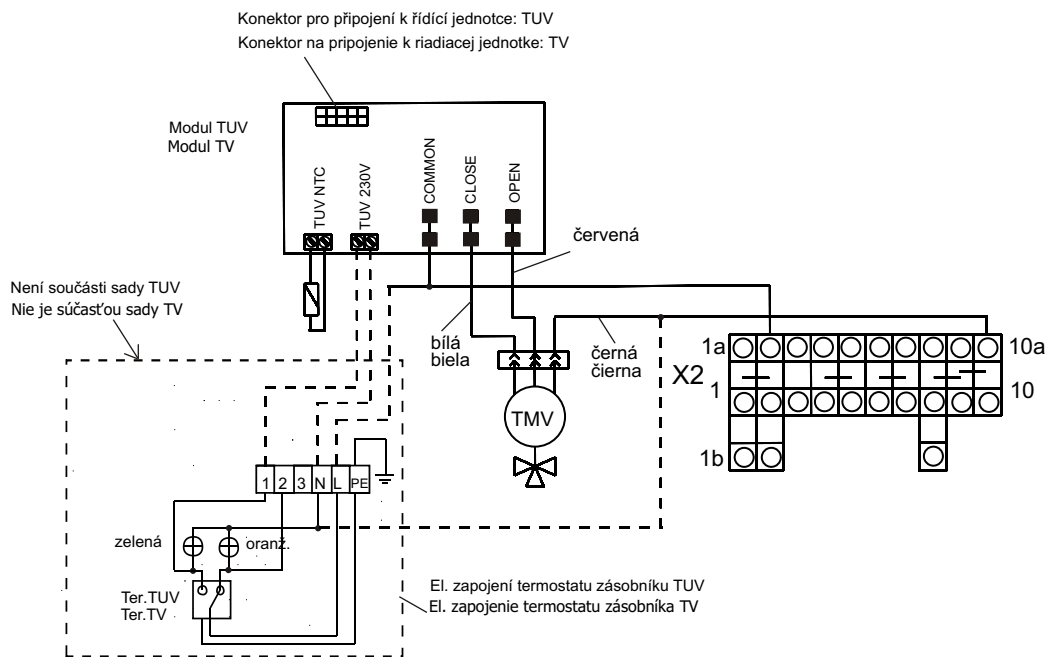 Konektor pro připojení k řídící jednotce: TUV
Konektor na pripojenie k riadiacej jednotke: TV
Modul TUV
Modul TV
TUV NTC
TUV 230V
COMMON
CLOSE
OPEN
červená
Není součásti sady TUV
Nie je súčasťou sady TV
bílá
biela
černá
čierna
1a
10a
X2
1
10
1b
TMV
1 2 3 N L PE
zelená
oranž.
Ter.TUV
Ter.TV
El. zapojení termostatu zásobníku TUV
El. zapojenie termostatu zásobníka TV